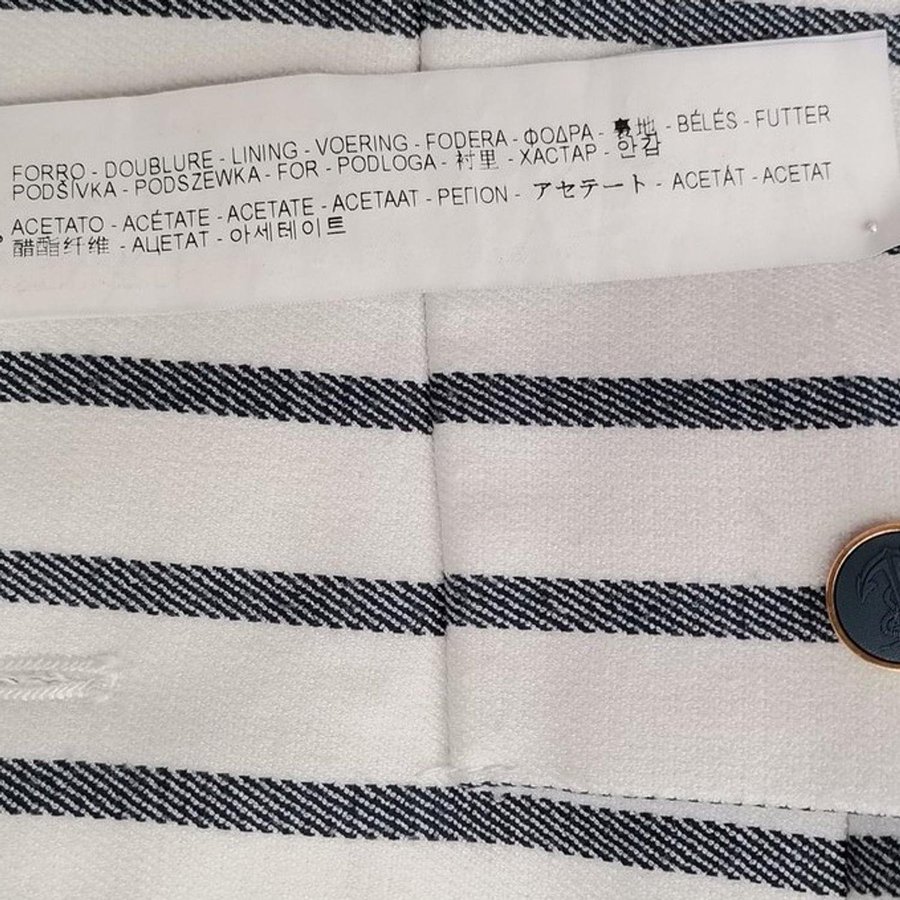 FORRO - DOUBLURE - LINING - VOERING - FODERA - ΦΟΔΡΑ - 裏地 - BÉLÉS - FUTTER
PODŠÍVKA - PODSZEWKA - FOR - PODLOGA - 衬里 - ХАСТАР - 안감
ACETATO - ACÉTATE - ACETATE - ACETAAT - ΡΕΓΙΟΝ - アセテート - ACETÁT - ACETAT
醋酯纤维 - АЦЕТАТ - 아세테이트